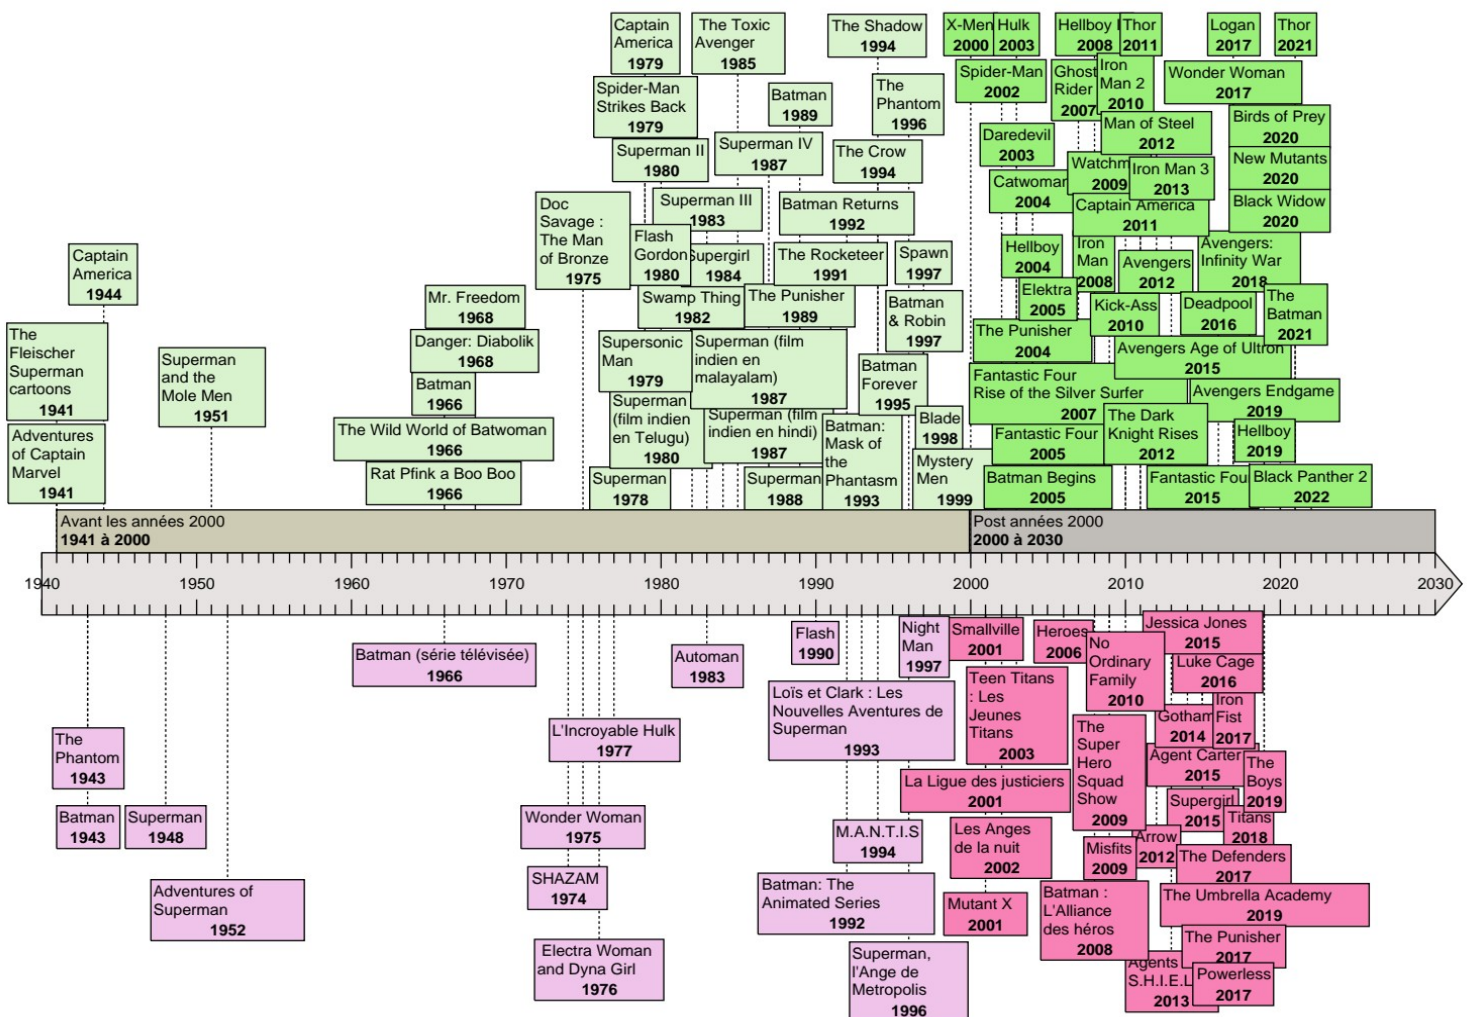 Captain
America
1979
The Toxic
Avenger
1985
The Shadow
1994
X-Men
2000
Hulk
2003
Hellboy
2008
Thor
2011
Logan
2017
Thor
2021
Spider-Man
Strikes Back
1979
Batman
1989
The
Phantom
1996
Spider-Man
2002
Ghost
Rider
2007
Iron
Man 2
2010
Wonder Woman
2017
Superman II
1980
Superman IV
1987
The Crow
1994
Daredevil
2003
Man of Steel
2012
Birds of Prey
2020
New Mutants
2020
Black Widow
2020
Watchm
2009
Iron Man 3
2013
Catwoman
2004
Captain America
2011
Doc
Savage :
The Man
of Bronze
1975
Superman III
1983
Batman Returns
1992
Flash
Gordon
1980
Supergirl
1984
The Rocketeer
1991
Spawn
1997
Hellboy
2004
Iron
Man
2008
Avengers
2012
Avengers:
Infinity War
2018
Captain
America
1944
Mr. Freedom
1968
Swamp Thing
1982
The Punisher
1989
Batman
& Robin
1997
Elektra
2005
Kick-Ass
2010
Deadpool
2016
The
Batman
2021
The
Fleischer
Superman
cartoons
1941
Superman
and the
Mole Men
1951
Danger: Diabolik
1968
Supersonic
Man
1979
Superman (film
indien en
malayalam)
1987
Batman
Forever
1995
The Punisher
2004
Avengers Age of Ultron
2015
Batman
1966
Fantastic Four
Rise of the Silver Surfer
2007
Avengers Endgame
2019
The Wild World of Batwoman
1966
Superman
(film indien
en Telugu)
1980
Superman (film
indien en hindi)
1987
Batman:
Mask of
the
Phantasm
1993
Blade
1998
Fantastic Four
2005
The Dark
Knight Rises
2012
Hellboy
2019
Adventures
of Captain
Marvel
1941
Rat Pfink a Boo Boo
1966
Superman
1978
Superman
1988
Mystery
Men
1999
Batman Begins
2005
Fantastic Fou
2015
Black Panther 2
2022
Avant les années 2000
1941 à 2000
Post années 2000
2000 à 2030
1940 1950 1960 1970 1980 1990 2000 2010 2020 2030
Batman (série télévisée)
1966
Automan
1983
Flash
1990
Night
Man
1997
Smallville
2001
Heroes
2006
No
Ordinary
Family
2010
Jessica Jones
2015
Luke Cage
2016
Teen Titans
: Les
Jeunes
Titans
2003
Loïs et Clark : Les
Nouvelles Aventures de
Superman
1993
Gotham
2014
Iron
Fist
2017
The
Phantom
1943
L'Incroyable Hulk
1977
The
Super
Hero
Squad
Show
2009
Agent Carter
2015
The
Boys
2019
La Ligue des justiciers
2001
Batman
1943
Superman
1948
Wonder Woman
1975
M.A.N.T.I.S
1994
Les Anges
de la nuit
2002
Supergirl
2015
Titans
2018
Arrow
2012
Misfits
2009
The Defenders
2017
SHAZAM
1974
Adventures of
Superman
1952
Batman: The
Animated Series
1992
Mutant X
2001
Batman :
L'Alliance
des héros
2008
The Umbrella Academy
2019
Electra Woman
and Dyna Girl
1976
Superman,
l'Ange de
Metropolis
1996
The Punisher
2017
Agents
S.H.I.E.L
2013
Powerless
2017